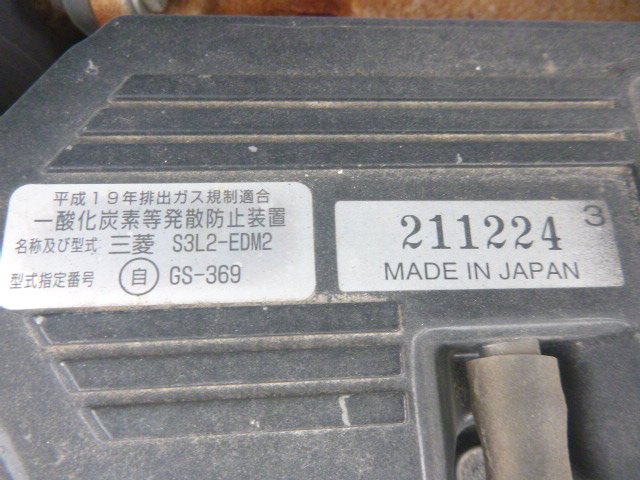 平成19年排出ガス規制適合
一酸化炭素等発散防止装置
名称及び型式 三菱 S3L2-EDM2
型式指定番号 自 GS-369
211224 3
MADE IN JAPAN